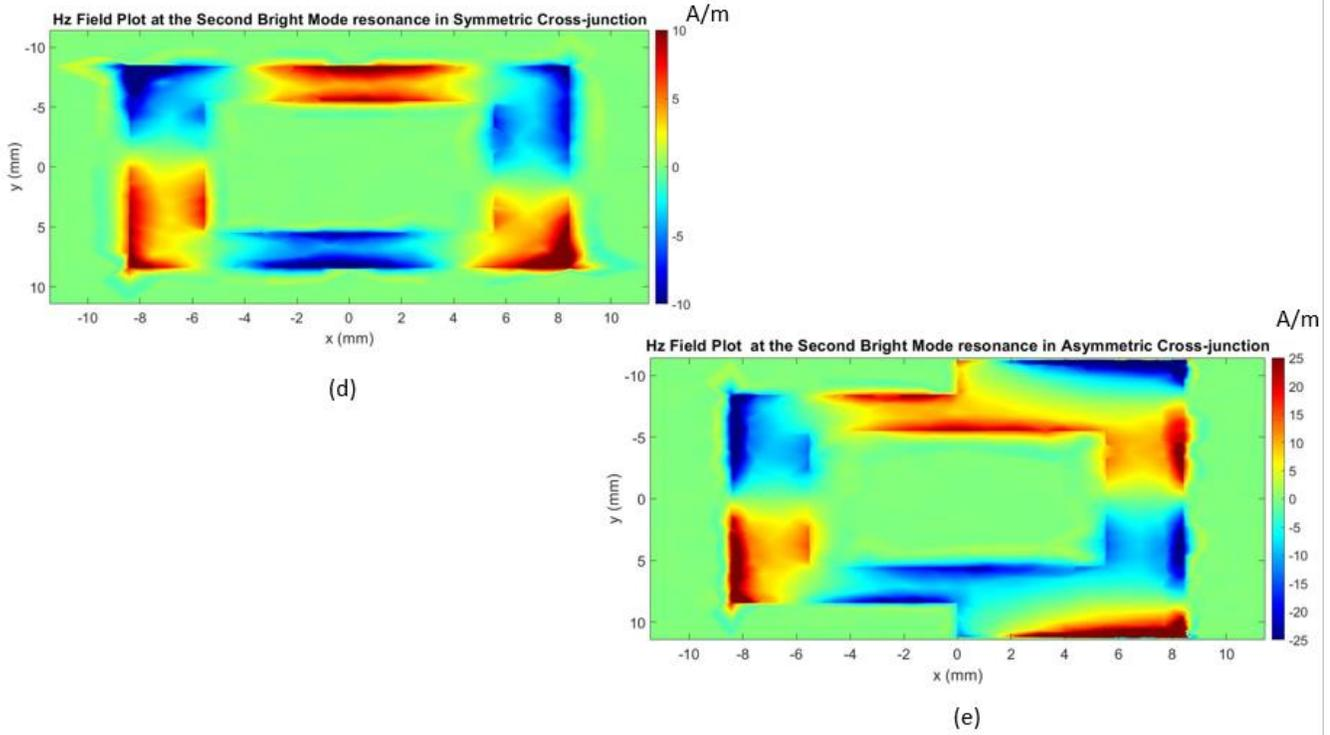 Hz Field Plot at the Second Bright Mode resonance in Symmetric Cross-junction
A/m
-10
-5
0
5
10
y (mm)
-10 -8 -6 -4 -2 0 2 4 6 8 10
x (mm)
10
5
0
-5
-10
(d)
A/m
Hz Field Plot at the Second Bright Mode resonance in Asymmetric Cross-junction
-10
-5
0
5
10
y (mm)
-10 -8 -6 -4 -2 0 2 4 6 8 10
x (mm)
25
20
15
10
5
0
-5
-10
-15
-20
-25
(e)